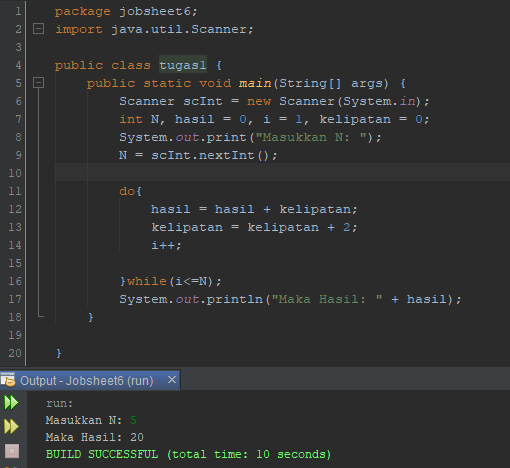 1 package jobsheet6;
2 import java.util.Scanner;
3
4 public class tugas1 {
5 public static void main(String[] args) {
6 Scanner scInt = new Scanner(System.in);
7 int N, hasil = 0, i = 1, kelipatan = 0;
8 System.out.print("Masukkan N: ");
9 N = scInt.nextInt();
10
11 do{
12 hasil = hasil + kelipatan;
13 kelipatan = kelipatan + 2;
14 i++;
15
16 }while(i<=N);
17 System.out.println("Maka Hasil: " + hasil);
18 }
19
20 }
Output - Jobsheet6 (run) ×
run:
Masukkan N: 5
Maka Hasil: 20
BUILD SUCCESSFUL (total time: 10 seconds)